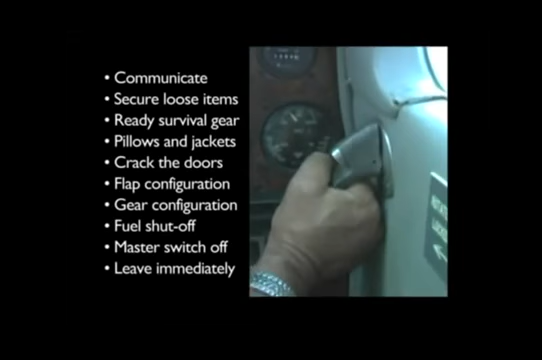 • Communicate
• Secure loose items
• Ready survival gear
• Pillows and jackets
• Crack the doors
• Flap configuration
• Gear configuration
• Fuel shut-off
• Master switch off
• Leave immediately